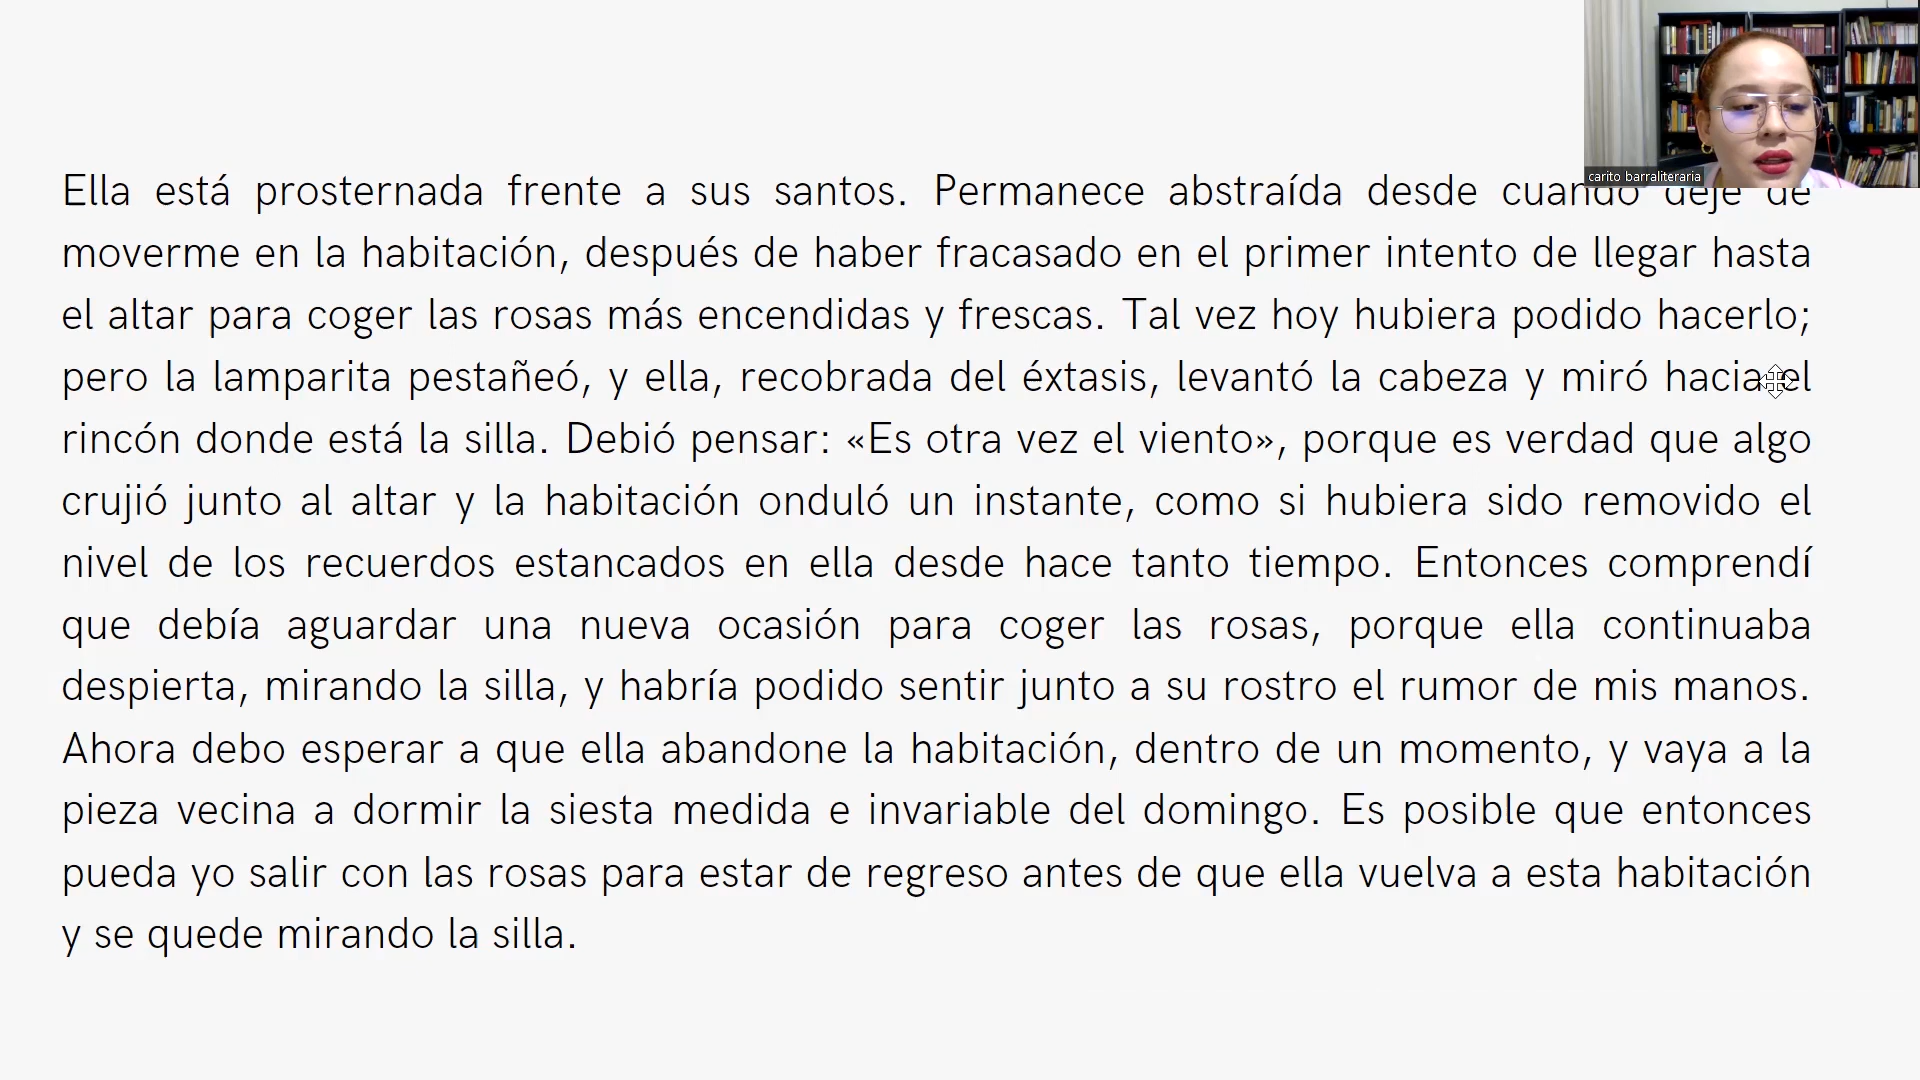 carito barraliteraria
Ella está prosternada frente a sus santos. Permanece abstraída desde cuando dejé de
moverme en la habitación, después de haber fracasado en el primer intento de llegar hasta
el altar para coger las rosas más encendidas y frescas. Tal vez hoy hubiera podido hacerlo;
pero la lamparita pestañeó, y ella, recobrada del éxtasis, levantó la cabeza y miró hacia el
rincón donde está la silla. Debió pensar: «Es otra vez el viento», porque es verdad que algo
crujió junto al altar y la habitación onduló un instante, como si hubiera sido removido el
nivel de los recuerdos estancados en ella desde hace tanto tiempo. Entonces comprendí
que debía aguardar una nueva ocasión para coger las rosas, porque ella continuaba
despierta, mirando la silla, y habría podido sentir junto a su rostro el rumor de mis manos.
Ahora debo esperar a que ella abandone la habitación, dentro de un momento, y vaya a la
pieza vecina a dormir la siesta medida e invariable del domingo. Es posible que entonces
pueda yo salir con las rosas para estar de regreso antes de que ella vuelva a esta habitación
y se quede mirando la silla.